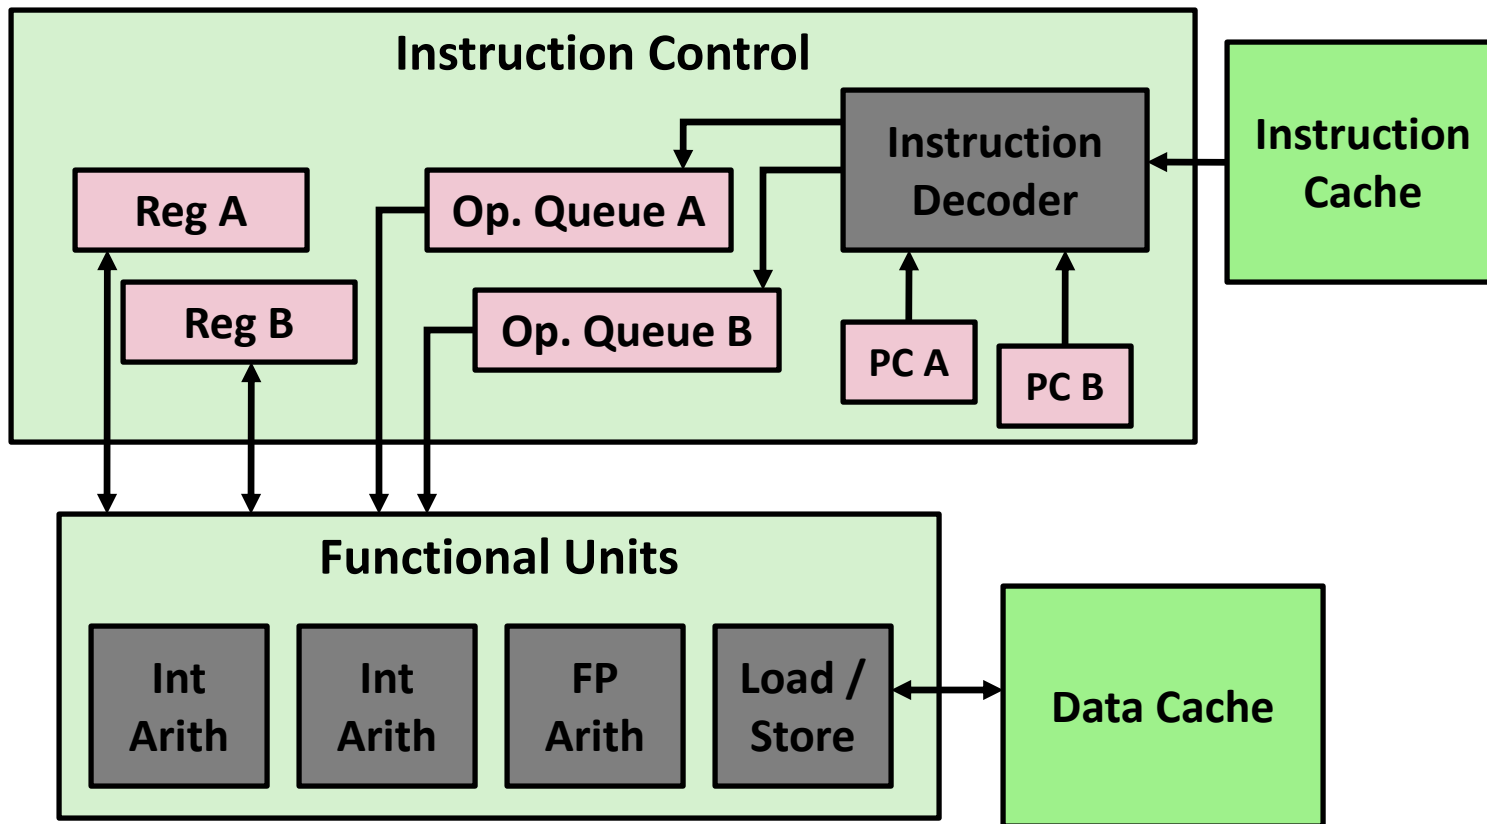 Instruction Control
Instruction
Decoder
Instruction
Cache
Reg A
Op. Queue A
Reg B
Op. Queue B
PC A
PC B
Functional Units
Int
Arith
Int
Arith
FP
Arith
Load /
Store
Data Cache